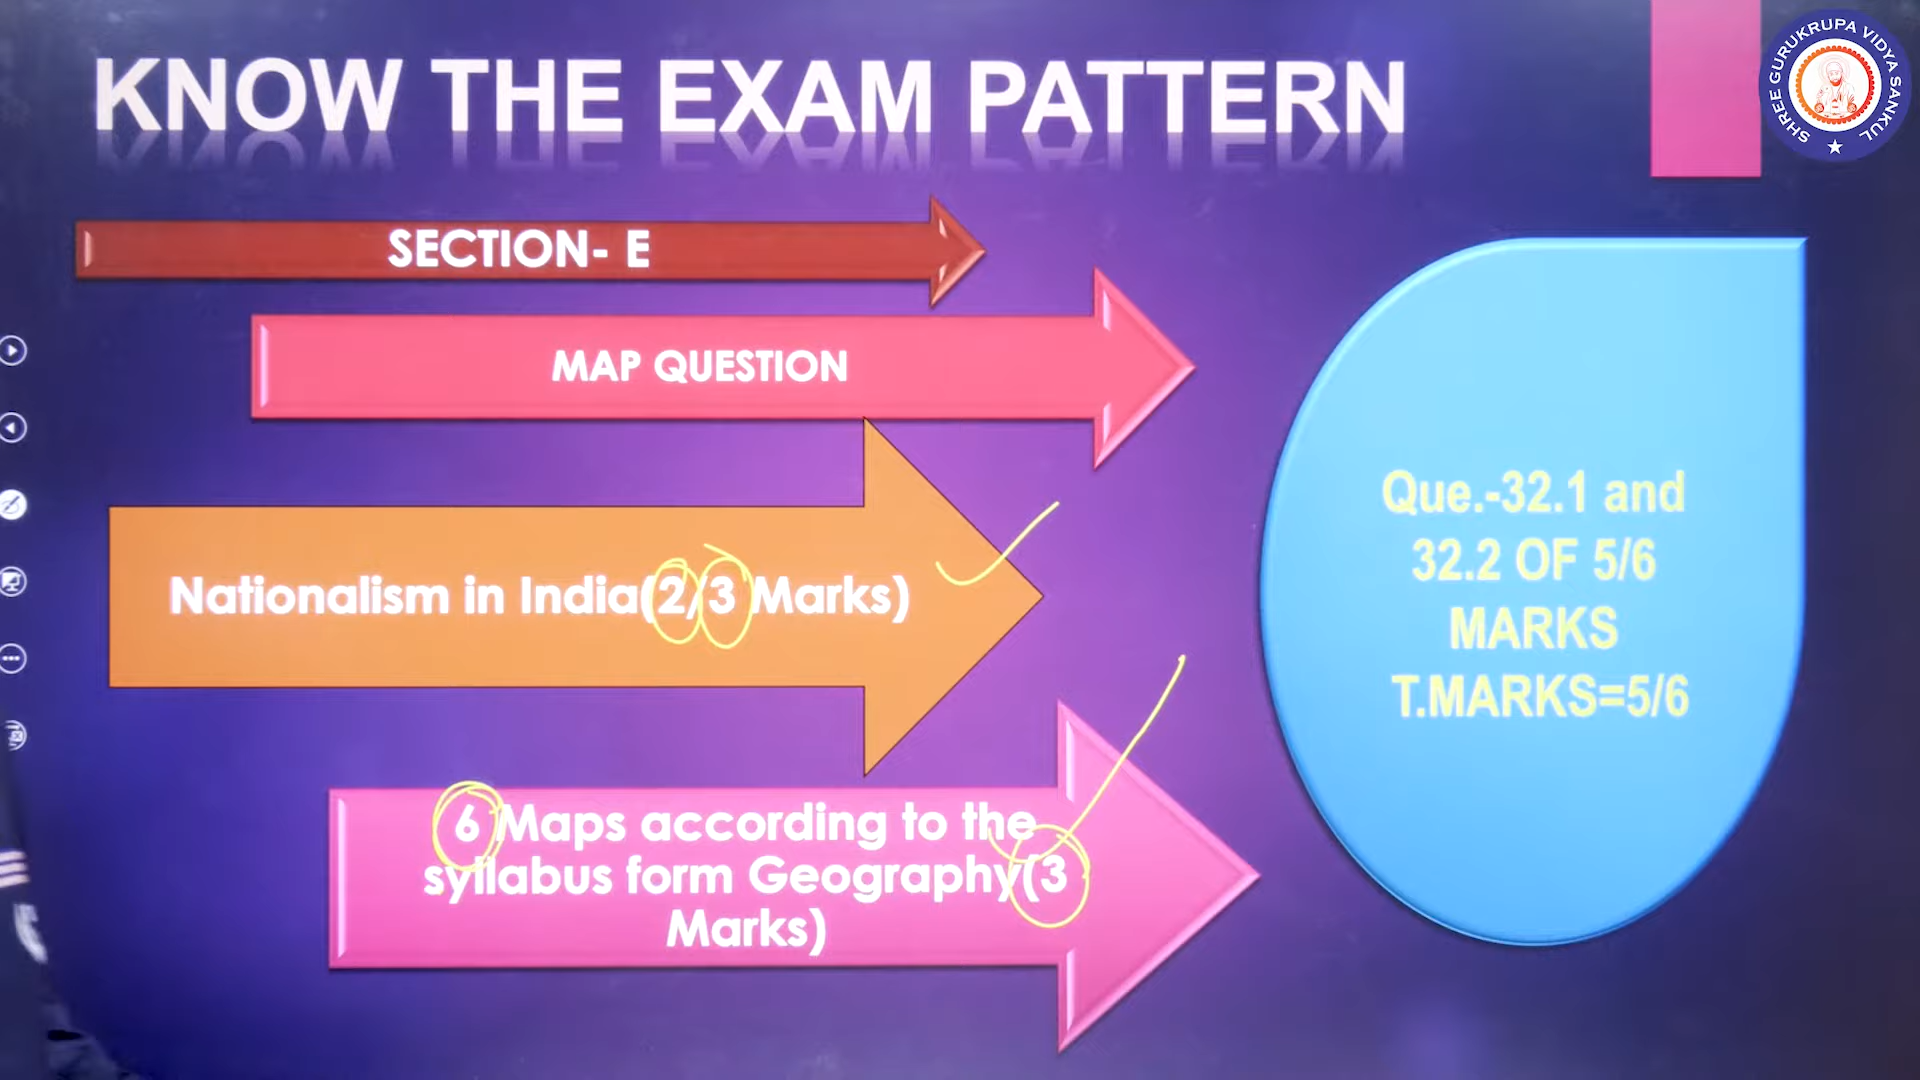 KNOW THE EXAM PATTERN
SHREE GURUKRUPA VIDYA SANKUL
SECTION- E
MAP QUESTION
Nationalism in India(2/3 Marks)
6 Maps according to the
syllabus form Geography(3
Marks)
Que.-32.1 and
32.2 OF 5/6
MARKS
T.MARKS=5/6